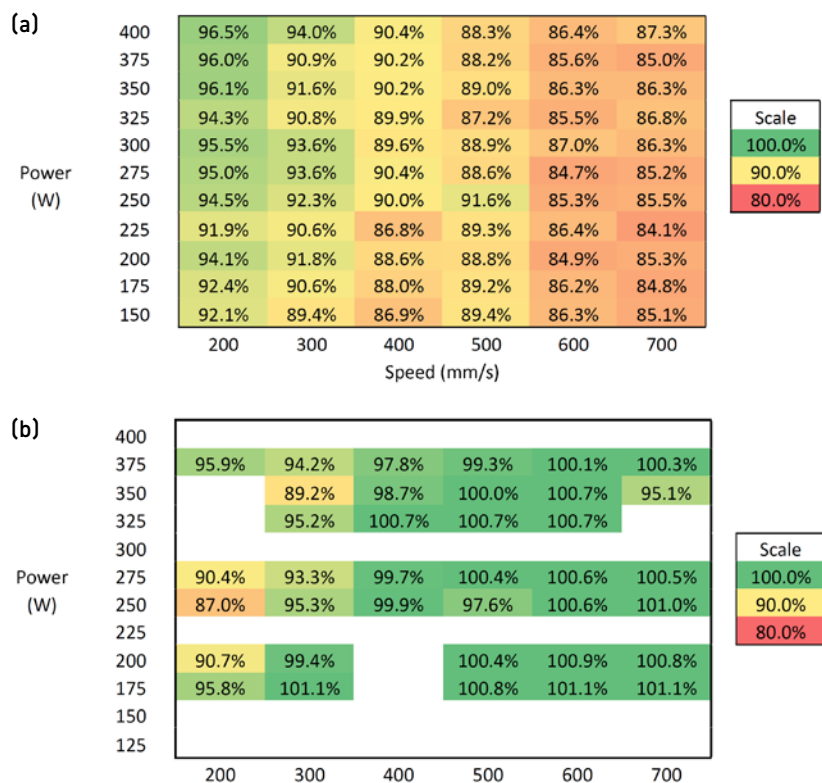 (a)
400 96.5% 94.0% 90.4% 88.3% 86.4% 87.3%
375 96.0% 90.9% 90.2% 88.2% 85.6% 85.0%
350 96.1% 91.6% 90.2% 89.0% 86.3% 86.3%
325 94.3% 90.8% 89.9% 87.2% 85.5% 86.8%
300 95.5% 93.6% 89.6% 88.9% 87.0% 86.3%
275 95.0% 93.6% 90.4% 88.6% 84.7% 85.2%
250 94.5% 92.3% 90.0% 91.6% 85.3% 85.5%
225 91.9% 90.6% 86.8% 89.3% 86.4% 84.1%
200 94.1% 91.8% 88.6% 88.8% 84.9% 85.3%
175 92.4% 90.6% 88.0% 89.2% 86.2% 84.8%
150 92.1% 89.4% 86.9% 89.4% 86.3% 85.1%
200 300 400 500 600 700
Speed (mm/s)
Power
(W)
Scale
100.0%
90.0%
80.0%
(b)
400
375 95.9% 94.2% 97.8% 99.3% 100.1% 100.3%
350 89.2% 98.7% 100.0% 100.7% 95.1%
325 95.2% 100.7% 100.7% 100.7%
300
275 90.4% 93.3% 99.7% 100.4% 100.6% 100.5%
250 87.0% 95.3% 99.9% 97.6% 100.6% 101.0%
225
200 90.7% 99.4% 100.4% 100.9% 100.8%
175 95.8% 101.1% 100.8% 101.1% 101.1%
150
125
200 300 400 500 600 700
Power
(W)
Scale
100.0%
90.0%
80.0%